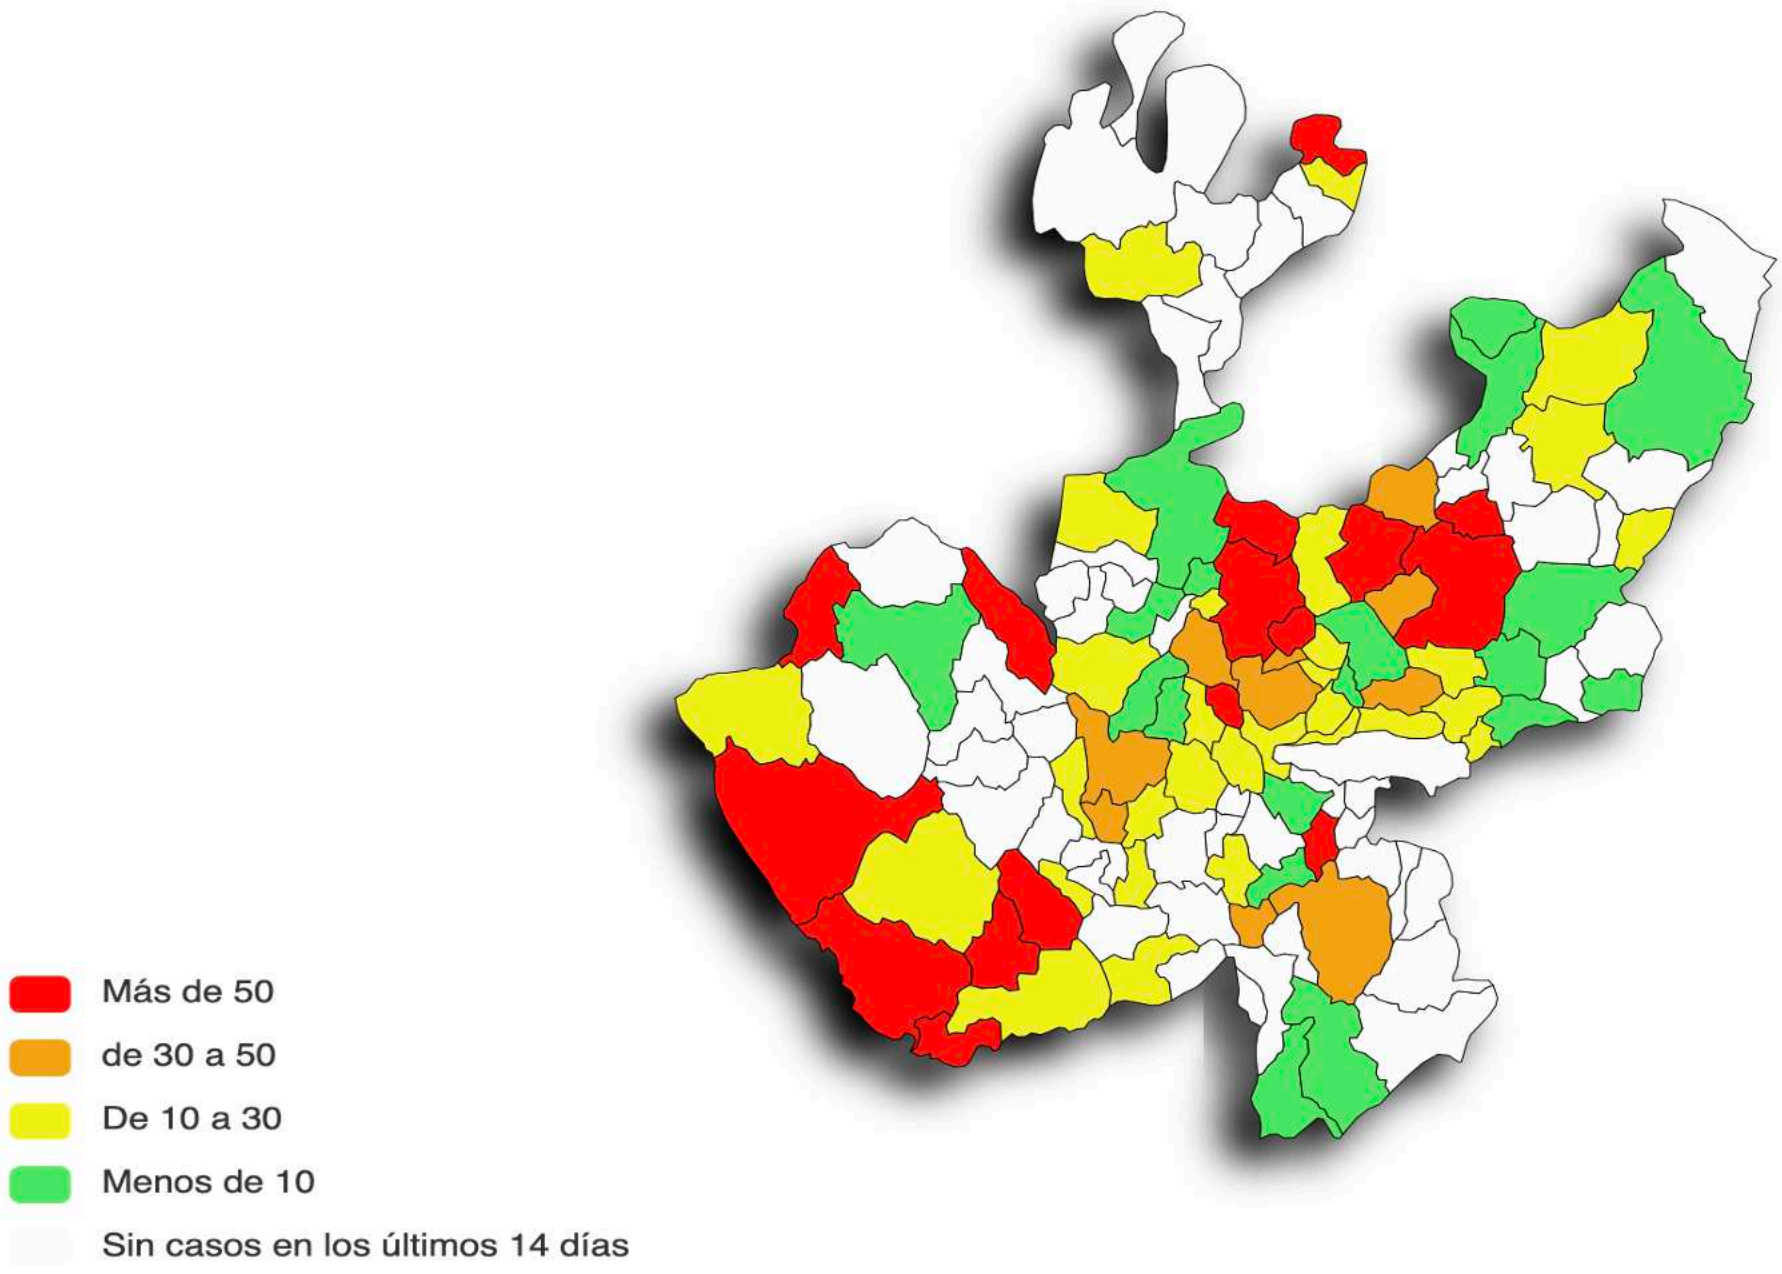 Más de 50
de 30 a 50
De 10 a 30
Menos de 10
Sin casos en los últimos 14 días